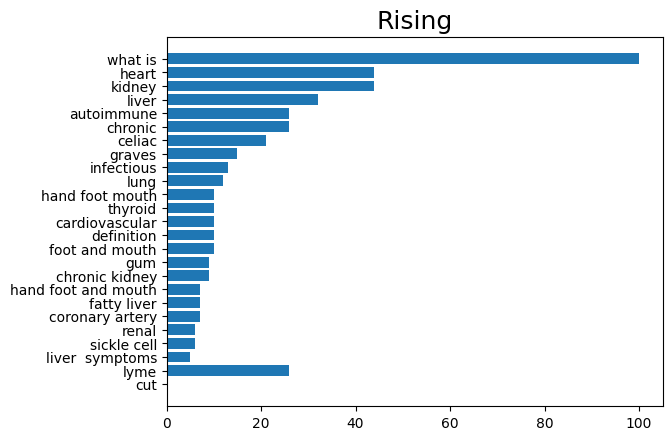 Rising
what is
heart
kidney
liver
autoimmune
chronic
celiac
graves
infectious
lung
hand foot mouth
thyroid
cardiovascular
definition
foot and mouth
gum
chronic kidney
hand foot and mouth
fatty liver
coronary artery
renal
sickle cell
liver  symptoms
lyme
cut
0 20 40 60 80 100